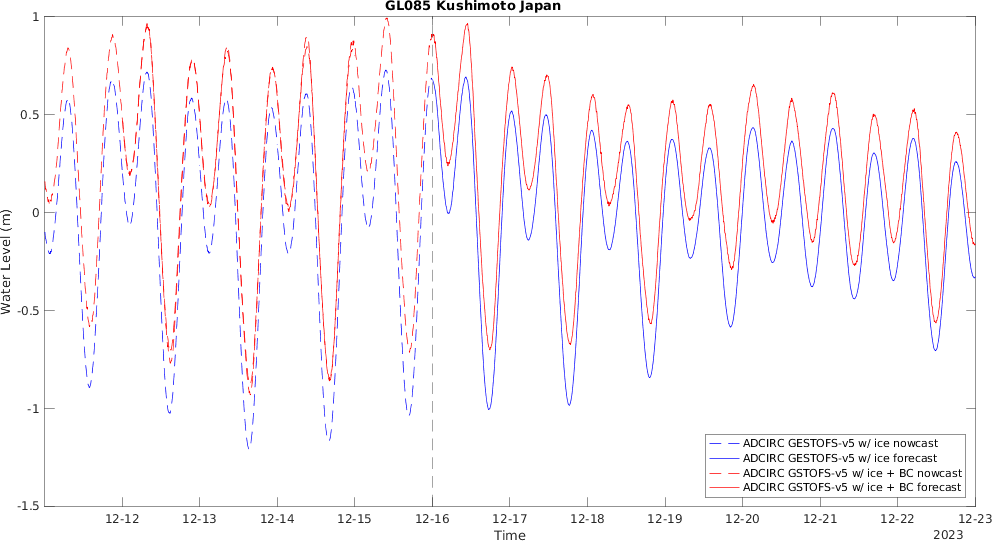 GL085 Kushimoto Japan
1
0.5
0
-0.5
-1
-1.5
Water Level (m)
ADCIRC GESTOFS-v5 w/ ice nowcast
ADCIRC GESTOFS-v5 w/ ice forecast
ADCIRC GSTOFS-v5 w/ ice + BC nowcast
ADCIRC GSTOFS-v5 w/ ice + BC forecast
12-12 12-13 12-14 12-15 12-16 12-17 12-18 12-19 12-20 12-21 12-22 12-23
Time
2023